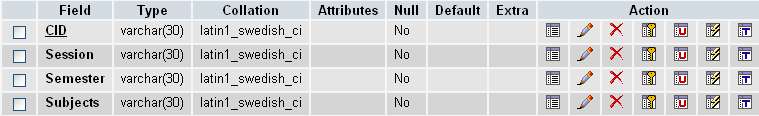 Field Type Collation Attributes Null Default Extra Action
CID varchar(30) latin1_swedish_ci No
Session varchar(30) latin1_swedish_ci No
Semester varchar(30) latin1_swedish_ci No
Subjects varchar(30) latin1_swedish_ci No